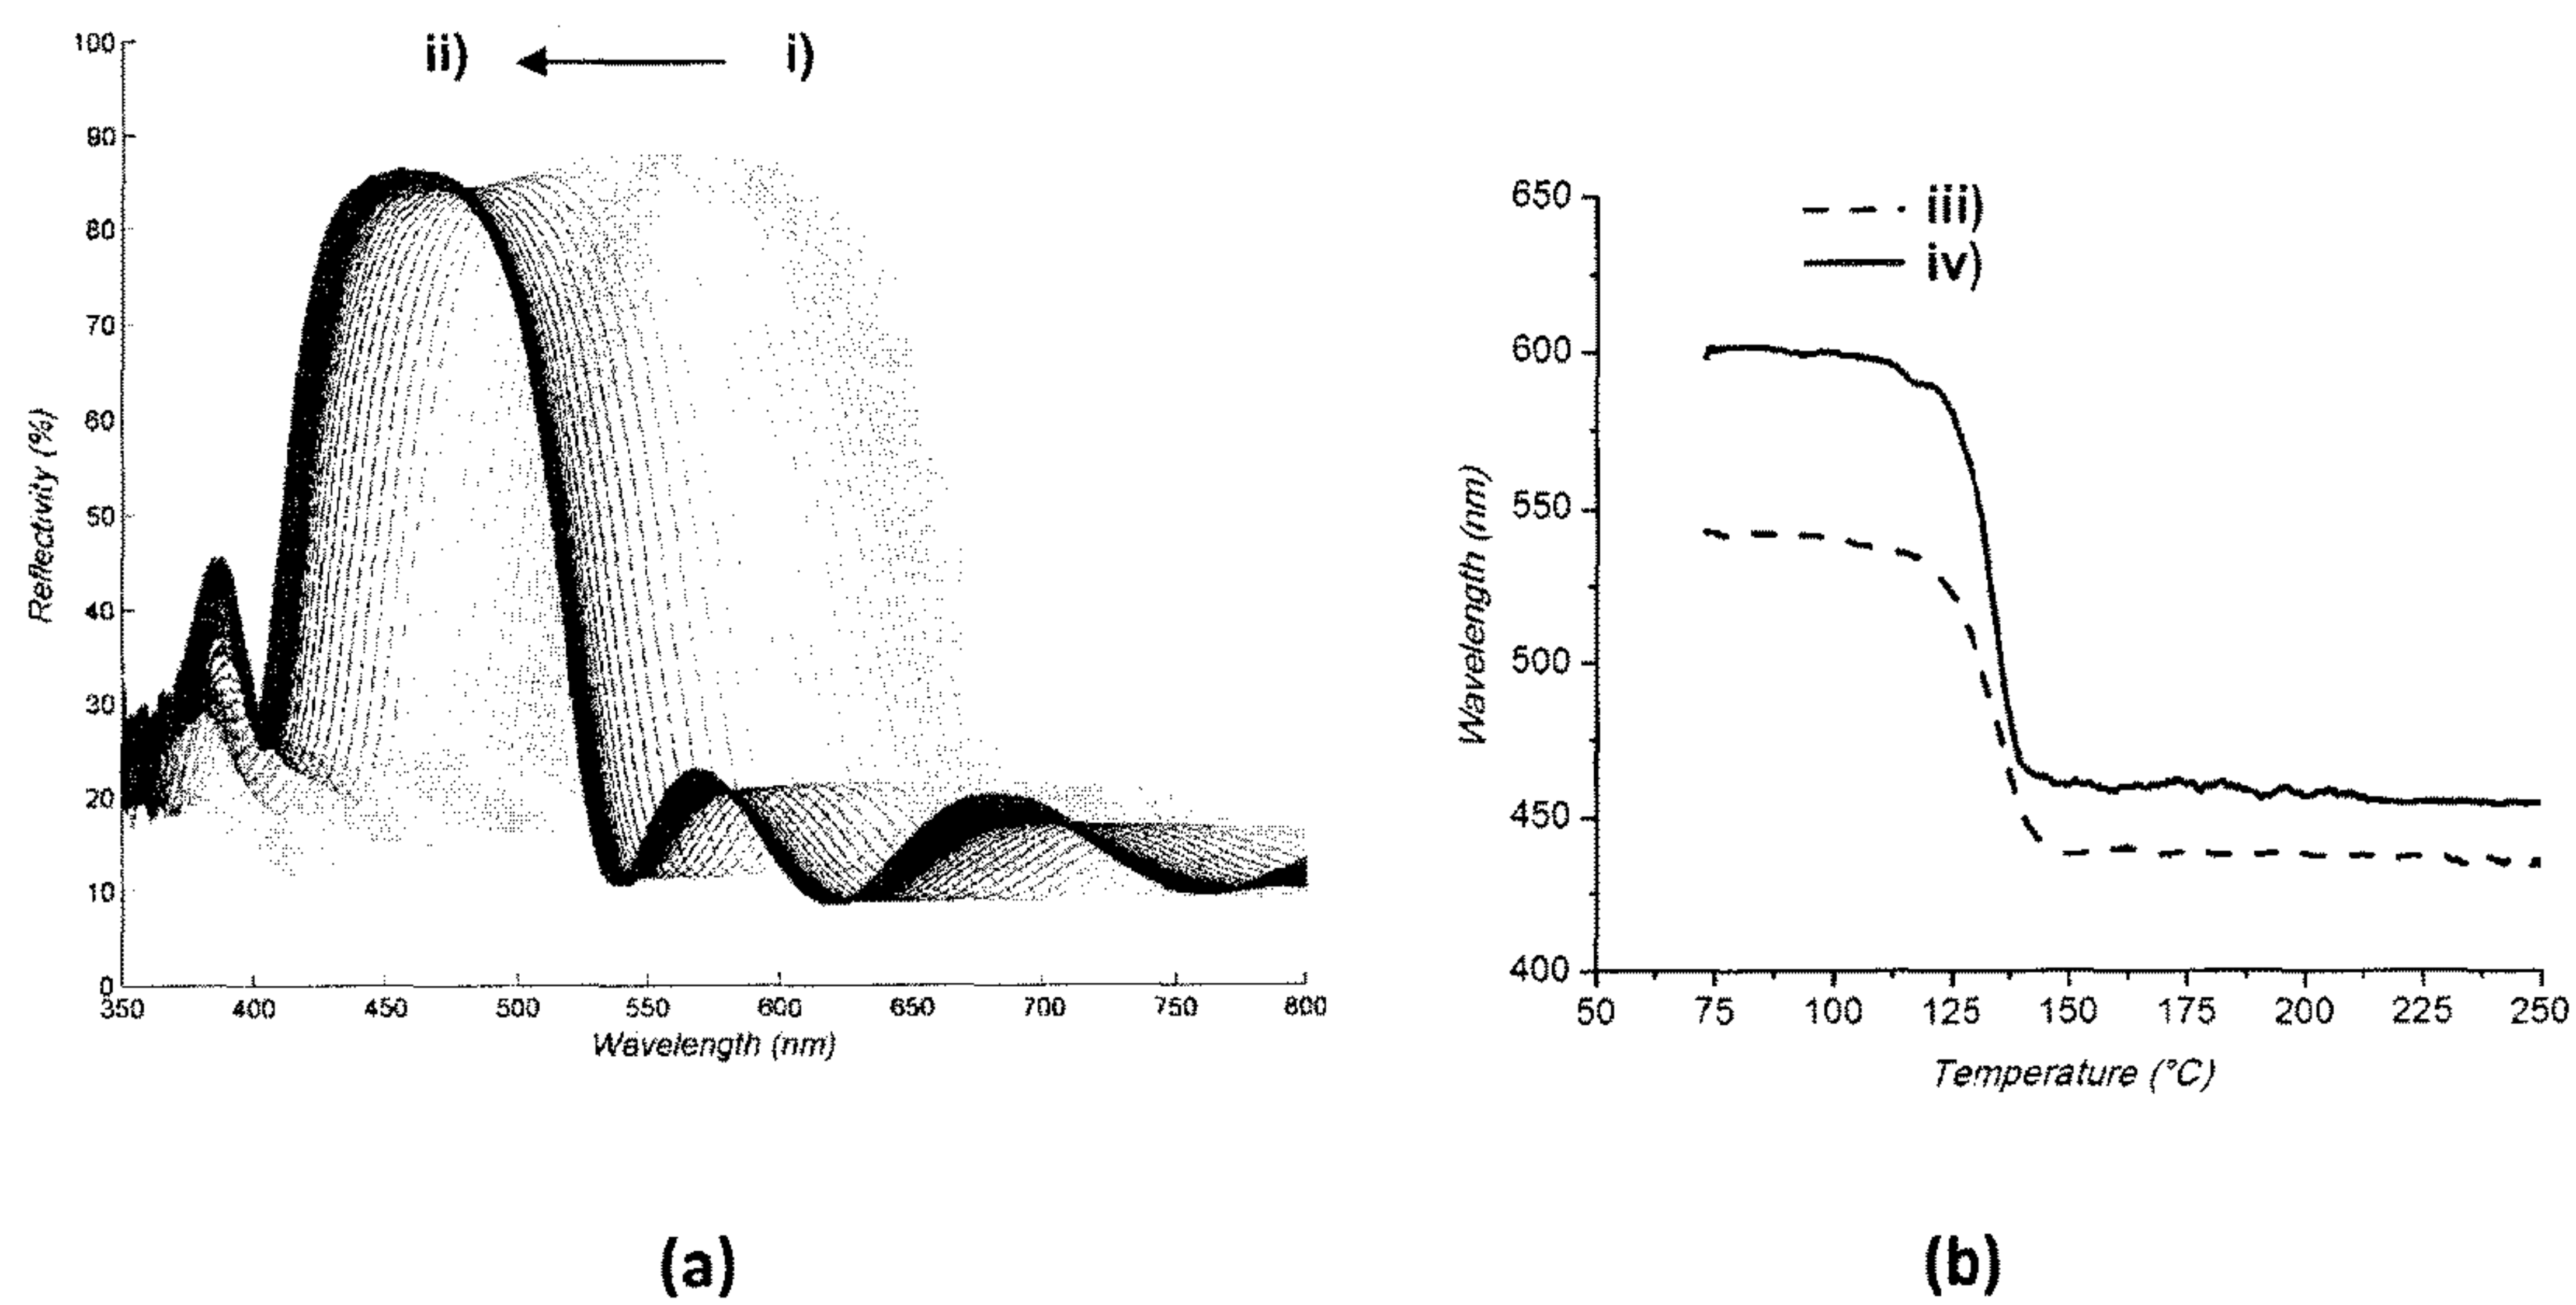 ii) i)
100
90
80
70
60
50
40
30
20
10
0
350 400 450 500 550 600 650 700 750 800
Wavelength (nm)
Reflectivity (%)
(a)
iii)
iv)
650
600
550
500
450
400
50 75 100 125 150 175 200 225 250
Temperature (°C)
Wavelength (nm)
(b)